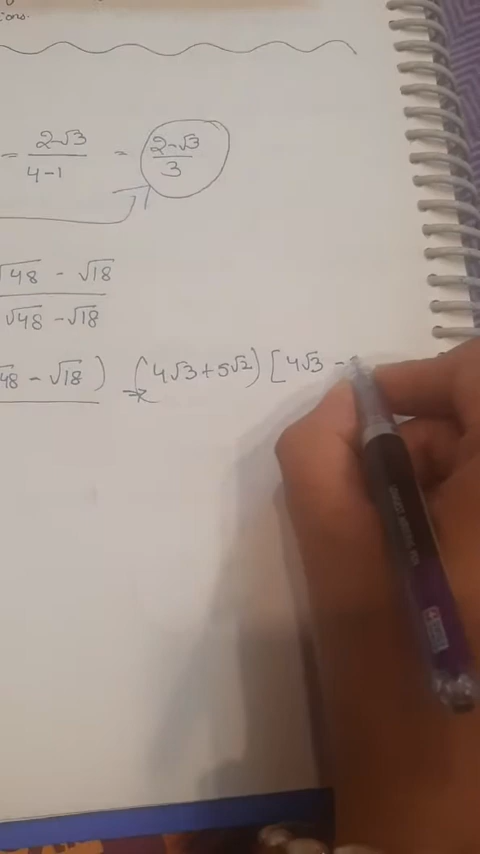 ions.
= 2√3 / 4-1 = 2-√3 / 3
√48 - √18
√48 - √18
√48 - √18 ) (4√3 + 5√2) [4√3 -